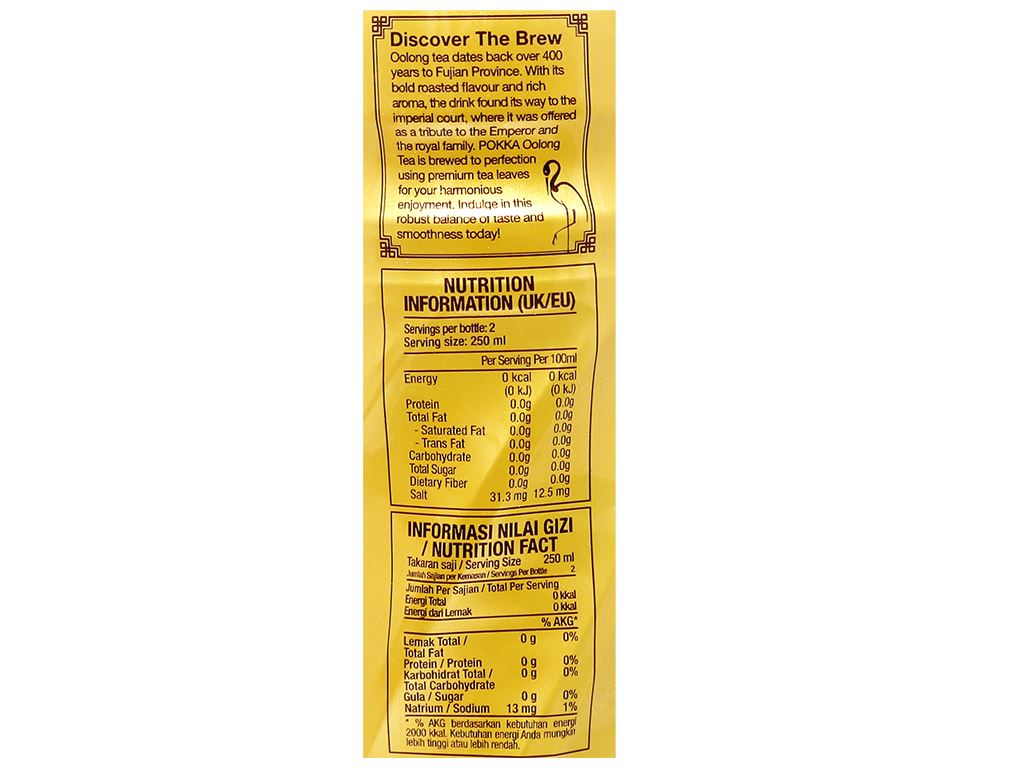 Discover The Brew
Oolong tea dates back over 400
years to Fujian Province. With its
bold roasted flavour and rich
aroma, the drink found its way to the
imperial court, where it was offered
as a tribute to the Emperor and
the royal family. POKKA Oolong
Tea is brewed to perfection
using premium tea leaves
for your harmonious
enjoyment. Indulge in this
robust balance of taste and
smoothness today!
NUTRITION
INFORMATION (UK/EU)
Servings per bottle: 2
Serving size: 250 ml
Per Serving Per 100ml
Energy 0 kcal 0 kcal
(0 kJ) (0 kJ)
Protein 0.0g 0.0g
Total Fat 0.0g 0.0g
- Saturated Fat 0.0g 0.0g
- Trans Fat 0.0g 0.0g
Carbohydrate 0.0g 0.0g
Total Sugar 0.0g 0.0g
Dietary Fiber 0.0g 0.0g
Salt 31.3 mg 12.5 mg
INFORMASI NILAI GIZI
/ NUTRITION FACT
Takaran saji / Serving Size 250 ml
Jumlah Sajian per Kemasan / Servings Per Bottle 2
Jumlah Per Sajian / Total Per Serving
Energi Total 0 kkal
Energi dari Lemak 0 kkal
% AKG*
Lemak Total / 0 g 0%
Total Fat
Protein / Protein 0 g 0%
Karbohidrat Total / 0 g 0%
Total Carbohydrate
Gula / Sugar 0 g 0%
Natrium / Sodium 13 mg 1%
* % AKG berdasarkan kebutuhan energi
2000 kkal. Kebutuhan energi Anda mungkin
lebih tinggi atau lebih rendah.